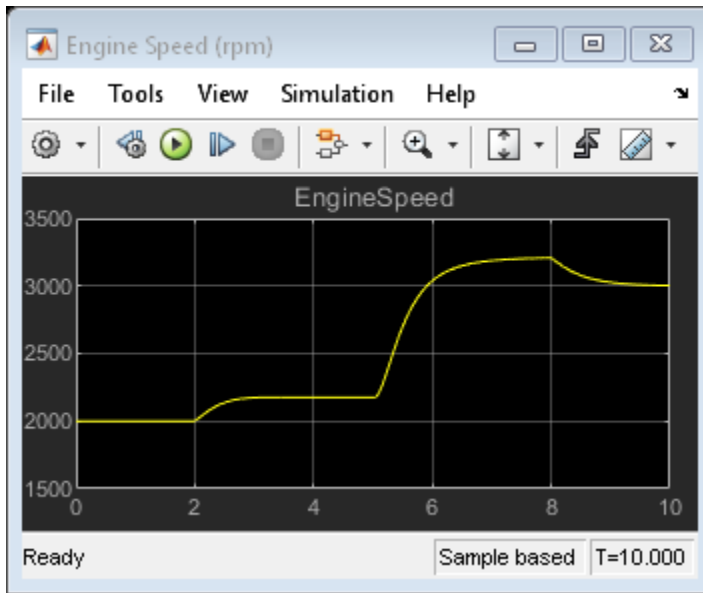 Engine Speed (rpm)
File Tools View Simulation Help
EngineSpeed
3500
3000
2500
2000
1500
0 2 4 6 8 10
Ready Sample based T=10.000